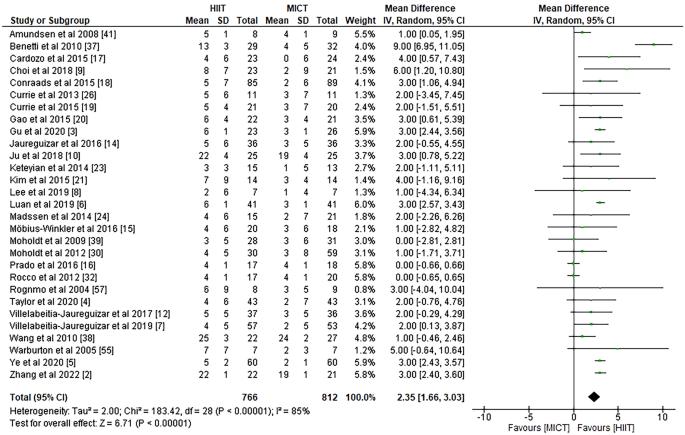 HIIT MICT Mean Difference Mean Difference
Study or Subgroup Mean SD Total Mean SD Total Weight IV, Random, 95% CI IV, Random, 95% CI
Amundsen et al 2008 [41] 5 1 8 4 1 9 5.5% 1.00 [0.05, 1.95]
Benetti et al 2010 [37] 13 3 29 4 5 32 4.2% 9.00 [6.95, 11.05]
Cardozo et al 2015 [17] 4 6 23 0 6 24 2.6% 4.00 [0.57, 7.43]
Choi et al 2018 [9] 8 7 23 2 9 21 1.6% 6.00 [1.20, 10.80]
Conraads et al 2015 [18] 5 7 85 2 6 89 4.3% 3.00 [1.06, 4.94]
Currie et al 2013 [26] 5 6 11 3 7 11 1.3% 2.00 [-3.45, 7.45]
Currie et al 2015 [19] 5 4 21 3 7 20 2.6% 2.00 [-1.51, 5.51]
Gao et al 2015 [20] 6 4 22 3 4 21 3.8% 3.00 [0.61, 5.39]
Gu et al 2020 [3] 6 1 23 3 1 26 5.9% 3.00 [2.44, 3.56]
Jaureguizar et al 2016 [14] 5 6 36 3 5 36 3.6% 2.00 [-0.55, 4.55]
Ju et al 2018 [10] 22 4 25 19 4 25 4.0% 3.00 [0.78, 5.22]
Keteyian et al 2014 [23] 3 3 15 1 5 13 2.9% 2.00 [-1.11, 5.11]
Kim et al 2015 [21] 7 9 14 3 4 14 1.4% 4.00 [-1.16, 9.16]
Lee et al 2019 [8] 2 6 7 1 4 7 1.3% 1.00 [-4.34, 6.34]
Luan et al 2019 [6] 6 1 41 3 1 41 5.9% 3.00 [2.57, 3.43]
Madssen et al 2014 [24] 4 6 15 2 7 21 1.9% 2.00 [-2.26, 6.26]
Möbius-Winkler et al 2016 [15] 4 6 20 3 6 18 2.3% 1.00 [-2.82, 4.82]
Moholdt et al 2009 [39] 3 5 28 3 6 31 3.3% 0.00 [-2.81, 2.81]
Moholdt et al 2012 [30] 4 5 30 3 8 59 3.4% 1.00 [-1.71, 3.71]
Prado et al 2016 [16] 4 1 17 4 1 18 5.8% 0.00 [-0.66, 0.66]
Rocco et al 2012 [32] 4 1 17 4 1 20 5.8% 0.00 [-0.65, 0.65]
Rognmo et al 2004 [57] 6 9 8 3 5 9 0.9% 3.00 [-4.04, 10.04]
Taylor et al 2020 [4] 4 6 43 2 7 43 3.3% 2.00 [-0.76, 4.76]
Villelabeitia-Jaureguizar et al 2017 [12] 5 5 37 3 5 36 3.9% 2.00 [-0.29, 4.29]
Villelabeitia-Jaureguizar et al 2019 [7] 4 5 57 2 5 53 4.4% 2.00 [0.13, 3.87]
Wang et al 2010 [38] 25 3 22 24 2 27 4.9% 1.00 [-0.46, 2.46]
Warburton et al 2005 [55] 7 7 7 2 3 7 1.2% 5.00 [-0.64, 10.64]
Ye et al 2020 [5] 5 2 60 2 1 60 5.9% 3.00 [2.43, 3.57]
Zhang et al 2022 [2] 22 1 22 19 1 21 5.8% 3.00 [2.40, 3.60]
Total (95% CI) 766 812 100.0% 2.35 [1.66, 3.03]
Heterogeneity: Tau² = 2.00; Chi² = 183.42, df = 28 (P < 0.00001); I² = 85%
Test for overall effect: Z = 6.71 (P < 0.00001)
-10 -5 0 5 10
Favours [MICT] Favours [HIIT]